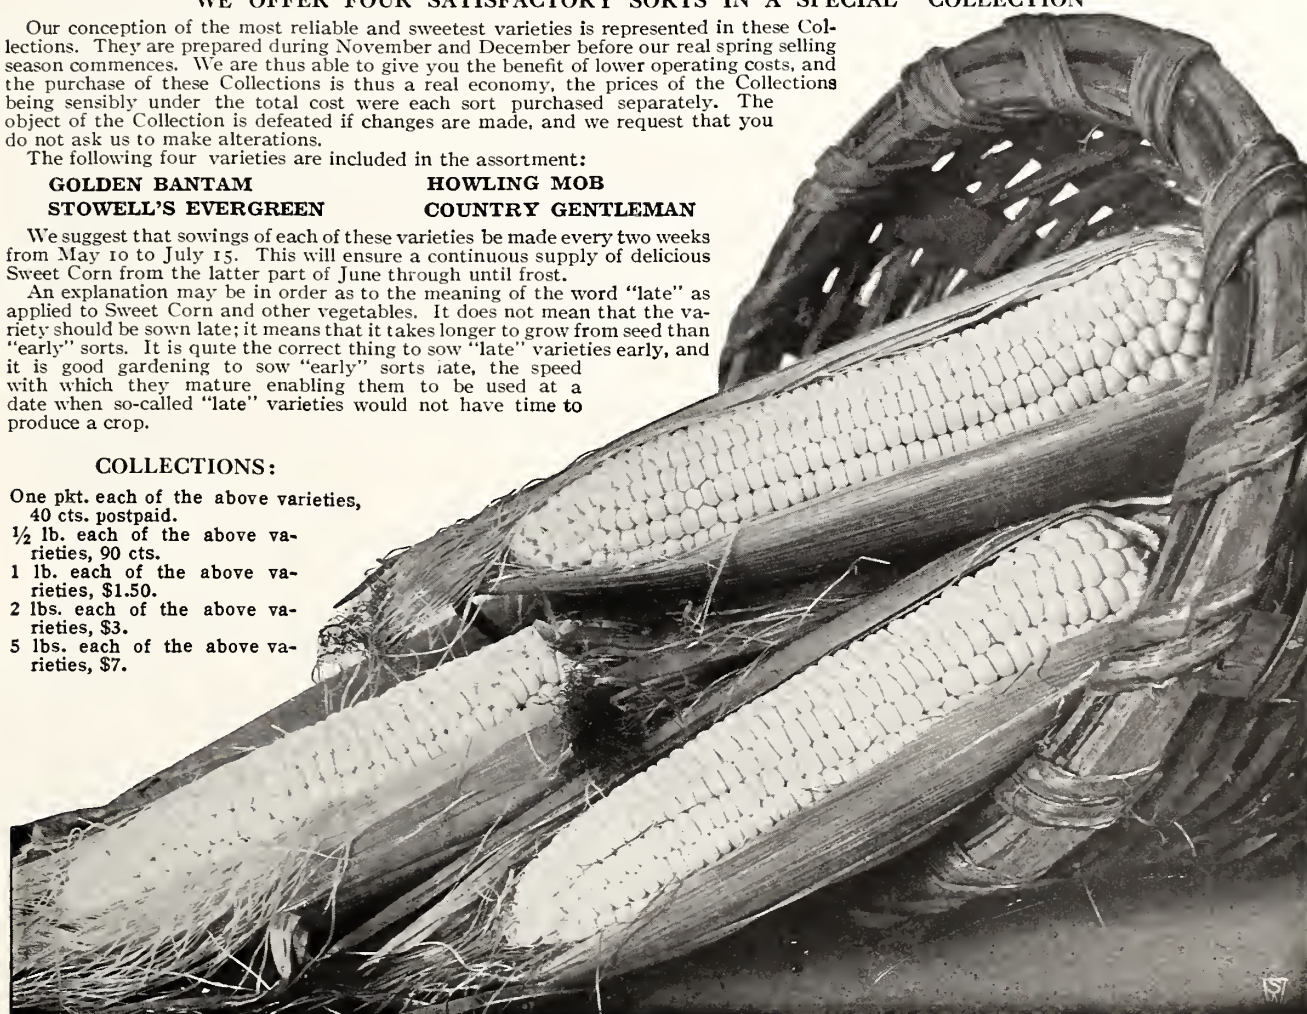 WE OFFER FOUR SATISFACTORY SORTS IN A SPECIAL "COLLECTION"
Our conception of the most reliable and sweetest varieties is represented in these Col-
lections. They are prepared during November and December before our real spring selling
season commences. We are thus able to give you the benefit of lower operating costs, and
the purchase of these Collections is thus a real economy, the prices of the Collections
being sensibly under the total cost were each sort purchased separately. The
object of the Collection is defeated if changes are made, and we request that you
do not ask us to make alterations.
The following four varieties are included in the assortment:
GOLDEN BANTAM HOWLING MOB
STOWELL'S EVERGREEN COUNTRY GENTLEMAN
We suggest that sowings of each of these varieties be made every two weeks
from May 10 to July 15. This will ensure a continuous supply of delicious
Sweet Corn from the latter part of June through until frost.
An explanation may be in order as to the meaning of the word "late" as
applied to Sweet Corn and other vegetables. It does not mean that the va-
riety should be sown late; it means that it takes longer to grow from seed than
"early" sorts. It is quite the correct thing to sow "late" varieties early, and
it is good gardening to sow "early" sorts late, the speed
with which they mature enabling them to be used at a
date when so-called "late" varieties would not have time to
produce a crop.
COLLECTIONS:
One pkt. each of the above varieties,
40 cts. postpaid.
½ lb. each of the above va-
rieties, 90 cts.
1 lb. each of the above va-
rieties, $1.50.
2 lbs. each of the above va-
rieties, $3.
5 lbs. each of the above va-
rieties, $7.